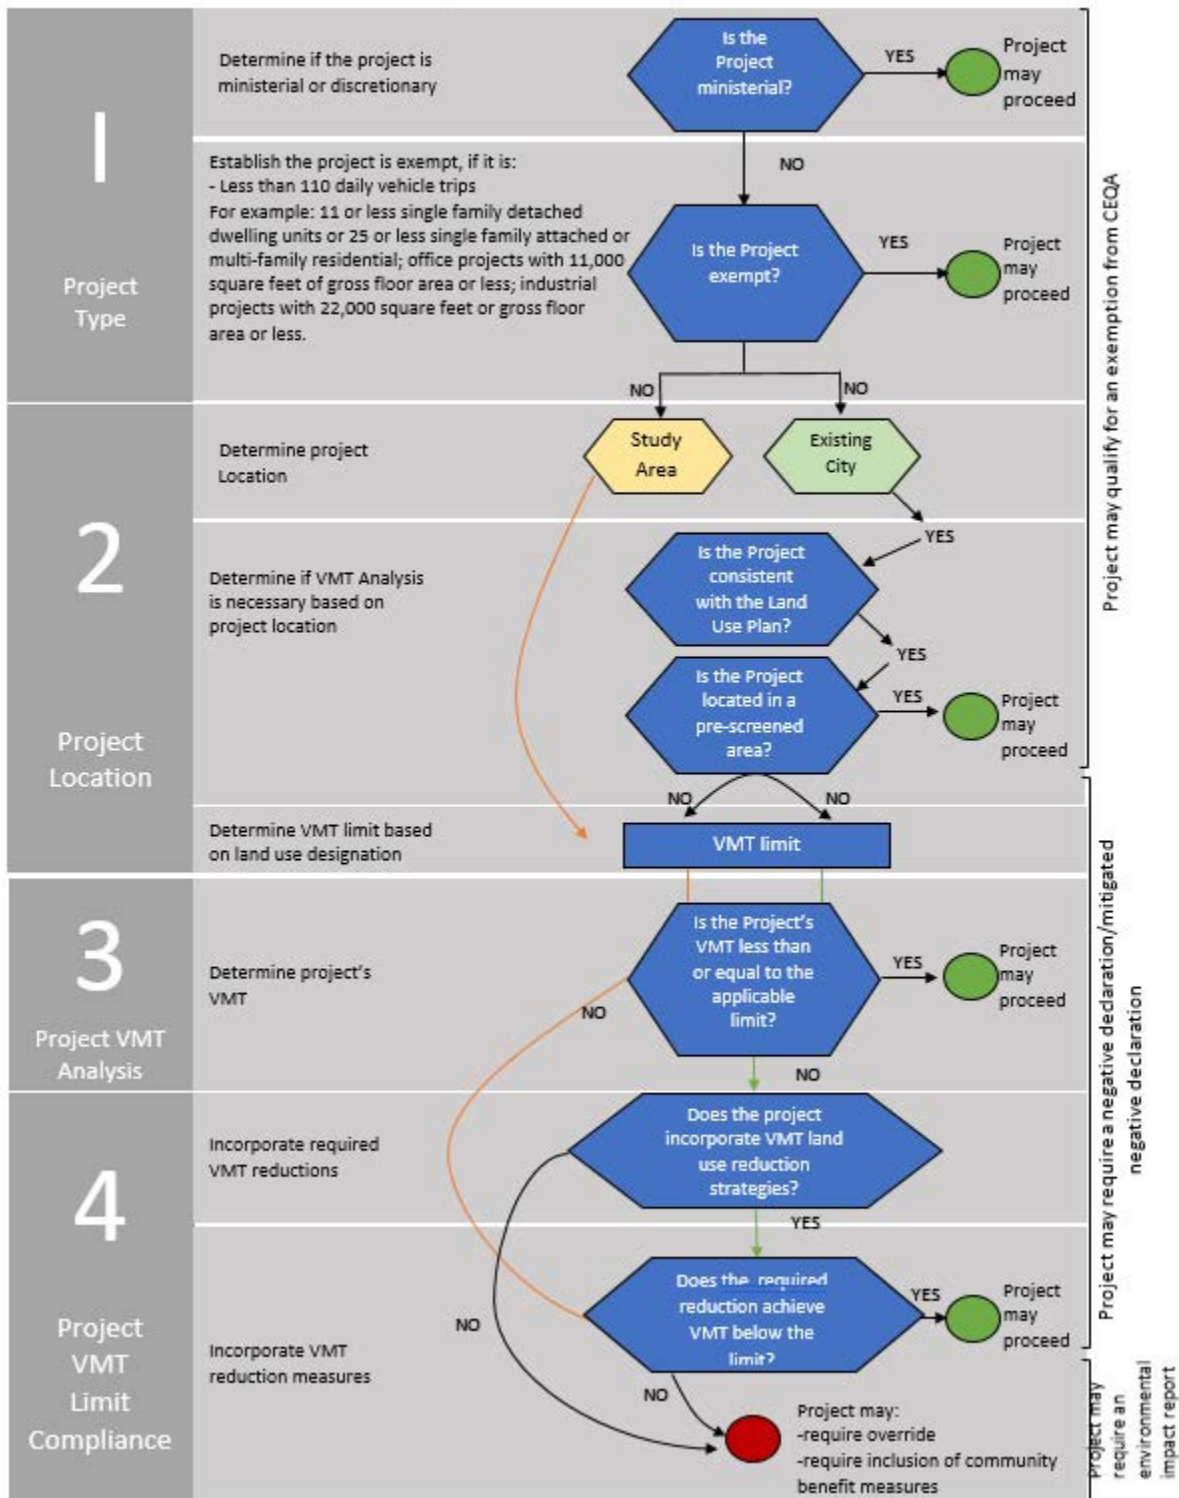 1
Project
Type
Determine if the project is
ministerial or discretionary
Is the
Project
ministerial?
YES
Project
may
proceed
NO
Establish the project is exempt, if it is:
- Less than 110 daily vehicle trips
For example: 11 or less single family detached
dwelling units or 25 or less single family attached or
multi-family residential; office projects with 11,000
square feet of gross floor area or less; industrial
projects with 22,000 square feet or gross floor
area or less.
Is the Project
exempt?
YES
Project
may
proceed
NO
NO
2
Project
Location
Determine project
Location
Study
Area
Existing
City
YES
Determine if VMT Analysis
is necessary based on
project location
Is the Project
consistent
with the Land
Use Plan?
YES
Is the Project
located in a
pre-screened
area?
YES
Project
may
proceed
NO
NO
Determine VMT limit based
on land use designation
VMT limit
3
Project VMT
Analysis
Determine project's
VMT
Is the Project's
VMT less than
or equal to the
applicable
limit?
YES
Project
may
proceed
NO
NO
4
Project
VMT
Limit
Compliance
Incorporate required
VMT reductions
Does the project
incorporate VMT land
use reduction
strategies?
YES
Incorporate VMT
reduction measures
Does the required
reduction achieve
VMT below the
limit?
YES
Project
may
proceed
NO
NO
Project may:
-require override
-require inclusion of community
benefit measures
Project may qualify for an exemption from CEQA
Project may require a negative declaration/mitigated
negative declaration
Project may
require an
environmental
impact report